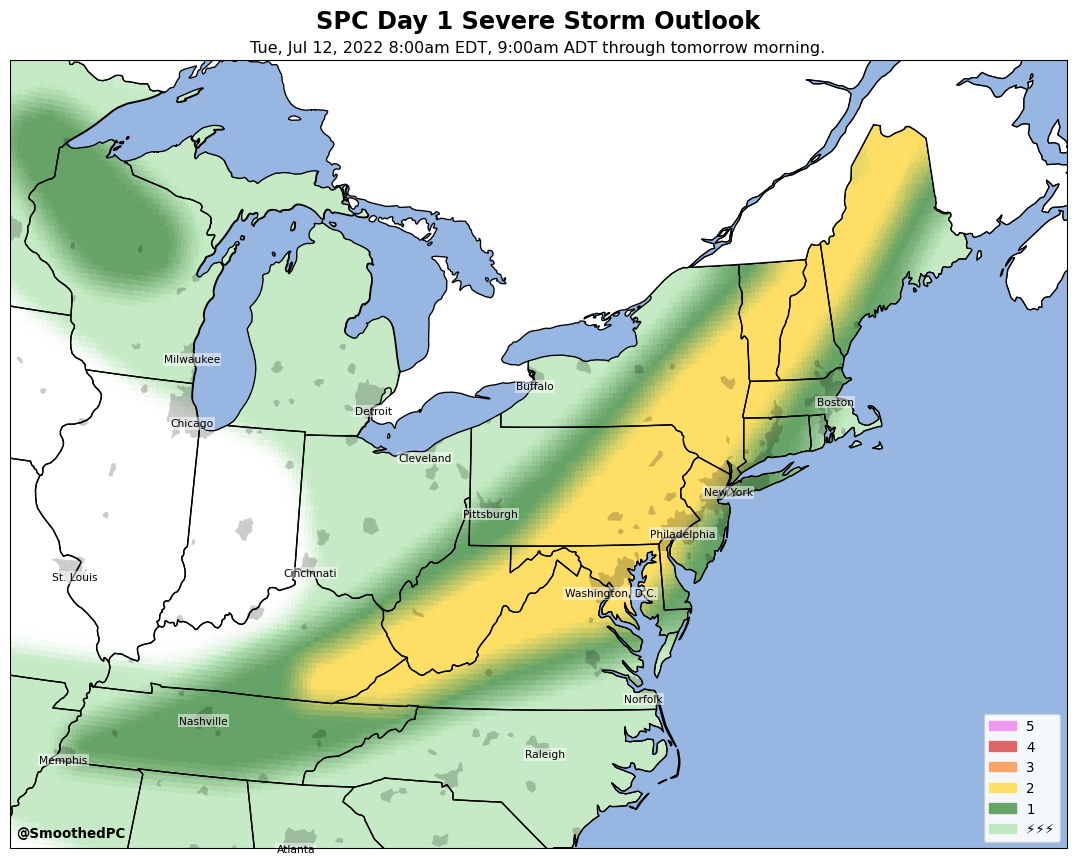 SPC Day 1 Severe Storm Outlook
Tue, Jul 12, 2022 8:00am EDT, 9:00am ADT through tomorrow morning.
Milwaukee
Buffalo
Boston
Detroit
Chicago
Cleveland
New York
Pittsburgh
Philadelphia
Cincinnati
St. Louis
Washington, D.C.
Norfolk
Nashville
Raleigh
Memphis
Atlanta
5
4
3
2
1
⚡⚡⚡
@SmoothedPC